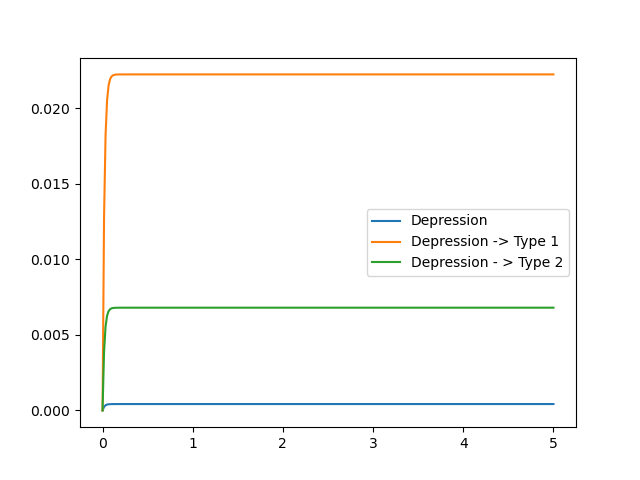 0.020
0.015
0.010
0.005
0.000
Depression
Depression -> Type 1
Depression - > Type 2
0 1 2 3 4 5